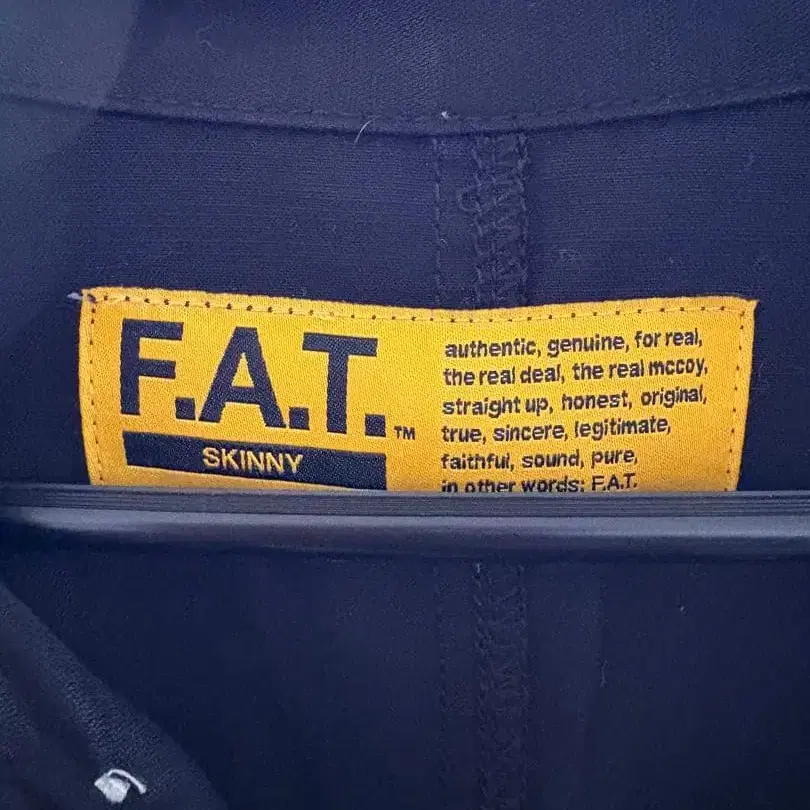 F.A.T.™
SKINNY
authentic, genuine, for real,
the real deal, the real mccoy,
straight up, honest, original,
true, sincere, legitimate,
faithful, sound, pure,
in other words; F.A.T.